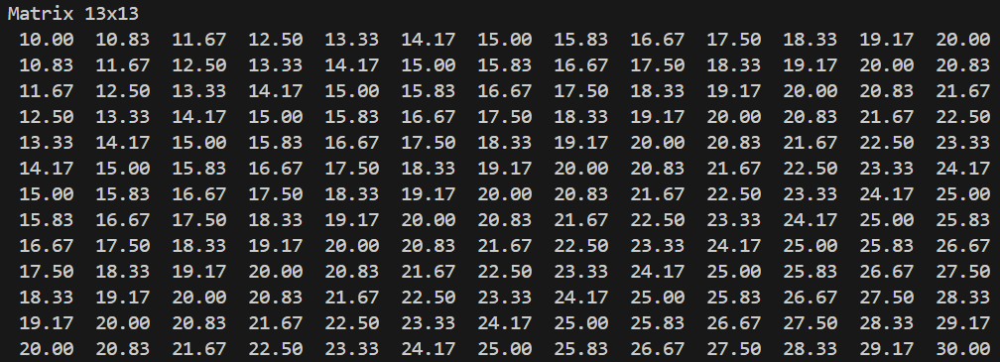 Matrix 13x13
10.00 10.83 11.67 12.50 13.33 14.17 15.00 15.83 16.67 17.50 18.33 19.17 20.00
10.83 11.67 12.50 13.33 14.17 15.00 15.83 16.67 17.50 18.33 19.17 20.00 20.83
11.67 12.50 13.33 14.17 15.00 15.83 16.67 17.50 18.33 19.17 20.00 20.83 21.67
12.50 13.33 14.17 15.00 15.83 16.67 17.50 18.33 19.17 20.00 20.83 21.67 22.50
13.33 14.17 15.00 15.83 16.67 17.50 18.33 19.17 20.00 20.83 21.67 22.50 23.33
14.17 15.00 15.83 16.67 17.50 18.33 19.17 20.00 20.83 21.67 22.50 23.33 24.17
15.00 15.83 16.67 17.50 18.33 19.17 20.00 20.83 21.67 22.50 23.33 24.17 25.00
15.83 16.67 17.50 18.33 19.17 20.00 20.83 21.67 22.50 23.33 24.17 25.00 25.83
16.67 17.50 18.33 19.17 20.00 20.83 21.67 22.50 23.33 24.17 25.00 25.83 26.67
17.50 18.33 19.17 20.00 20.83 21.67 22.50 23.33 24.17 25.00 25.83 26.67 27.50
18.33 19.17 20.00 20.83 21.67 22.50 23.33 24.17 25.00 25.83 26.67 27.50 28.33
19.17 20.00 20.83 21.67 22.50 23.33 24.17 25.00 25.83 26.67 27.50 28.33 29.17
20.00 20.83 21.67 22.50 23.33 24.17 25.00 25.83 26.67 27.50 28.33 29.17 30.00